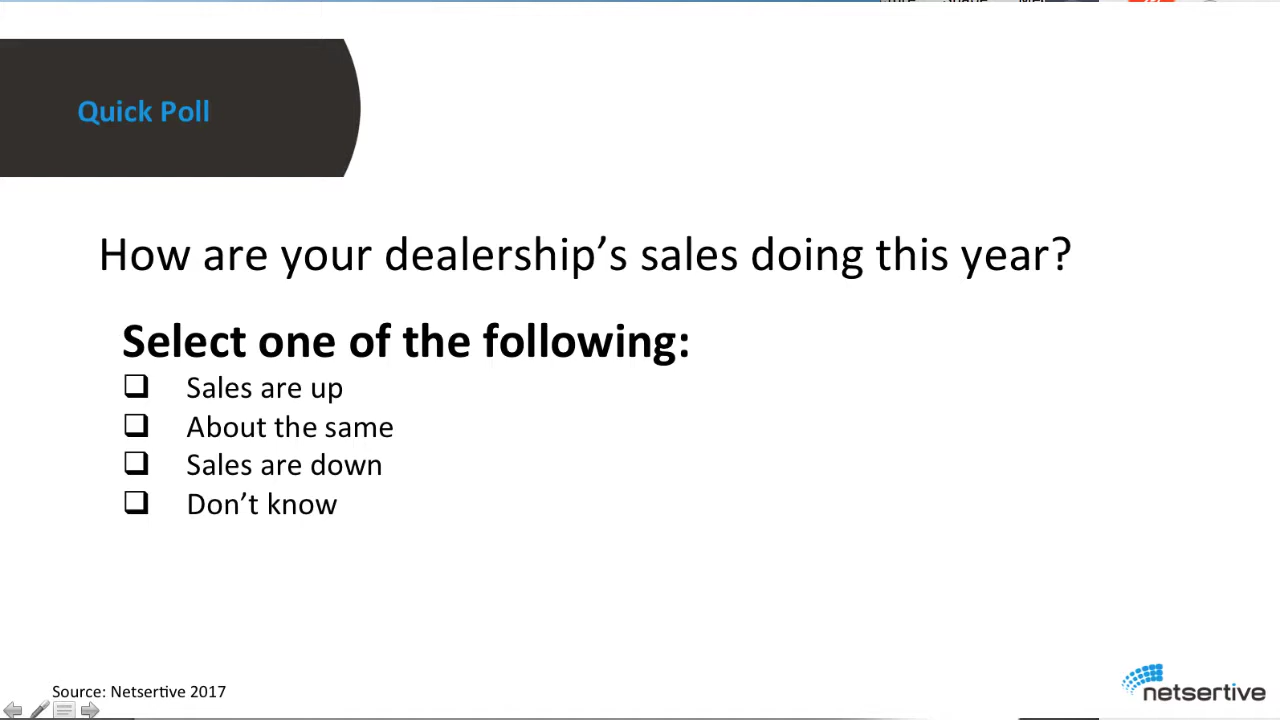 Quick Poll
How are your dealership’s sales doing this year?
Select one of the following:
❑ Sales are up
❑ About the same
❑ Sales are down
❑ Don’t know
Source: Netsertive 2017
netsertive